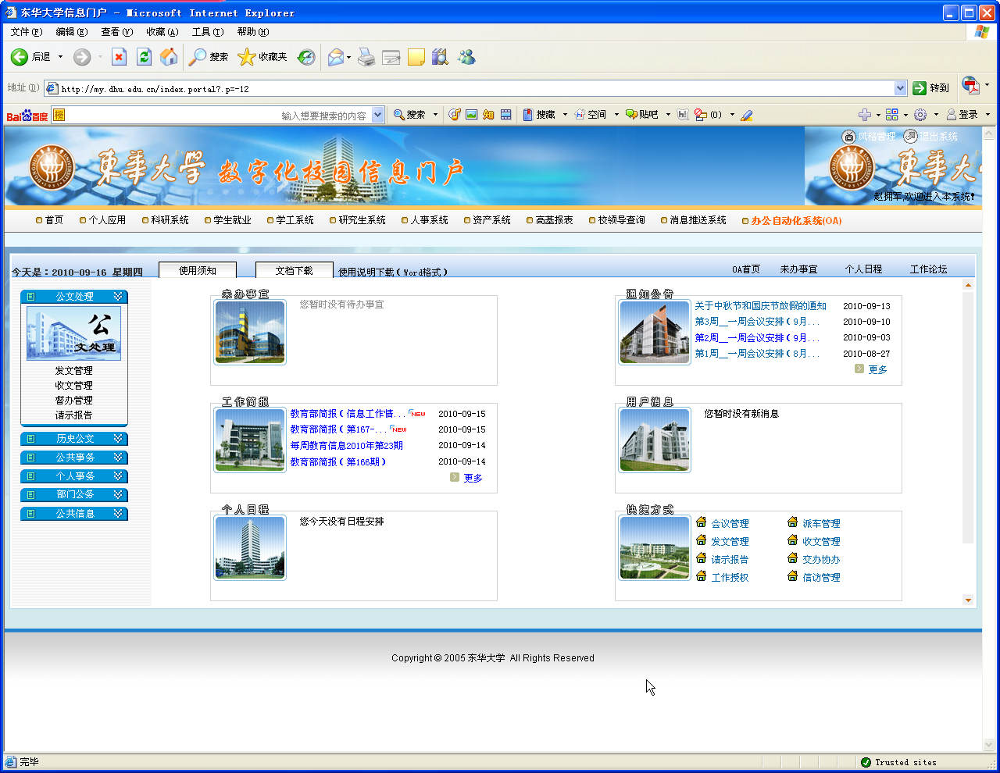 东华大学信息门户 - Microsoft Internet Explorer
文件(F) 编辑(E) 查看(V) 收藏(A) 工具(T) 帮助(H)
后退 搜索 收藏夹
地址(D) http://my.dhu.edu.cn/index.portal?.p=-12 转到
Bai百度 榜 输入想要搜索的内容 搜索 知 搜藏 hi 空间 贴吧 (0) 登录
風格管理 退出系统
東華大學 数字化校园信息门户 東華大
赵拥军,欢迎进入本系统!
首页 个人应用 科研系统 学生就业 学工系统 研究生系统 人事系统 资产系统 高基报表 校领导查询 消息推送系统 办公自动化系统(OA)
今天是：2010-09-16 星期四 使用须知 文档下载 使用说明下载（Word格式） OA首页 未办事宜 个人日程 工作论坛
公文处理
公
文处理
发文管理
收文管理
督办管理
请示报告
历史公文
公共事务
个人事务
部门公务
公共信息
未办事宜
您暂时没有待办事宜
通知公告
关于中秋节和国庆节放假的通知 2010-09-13
第3周__一周会议安排（9月... 2010-09-10
第2周__一周会议安排（9月... 2010-09-03
第1周__一周会议安排（8月... 2010-08-27
更多
工作简报
教育部简报（信息工作情... NEW 2010-09-15
教育部简报（第167-... NEW 2010-09-15
每周教育信息2010年第23期 2010-09-14
教育部简报（第166期） 2010-09-14
更多
用户消息
您暂时没有新消息
个人日程
您今天没有日程安排
快捷方式
会议管理 派车管理
发文管理 收文管理
请示报告 交办协办
工作授权 信访管理
Copyright © 2005 东华大学 All Rights Reserved
完毕 Trusted sites